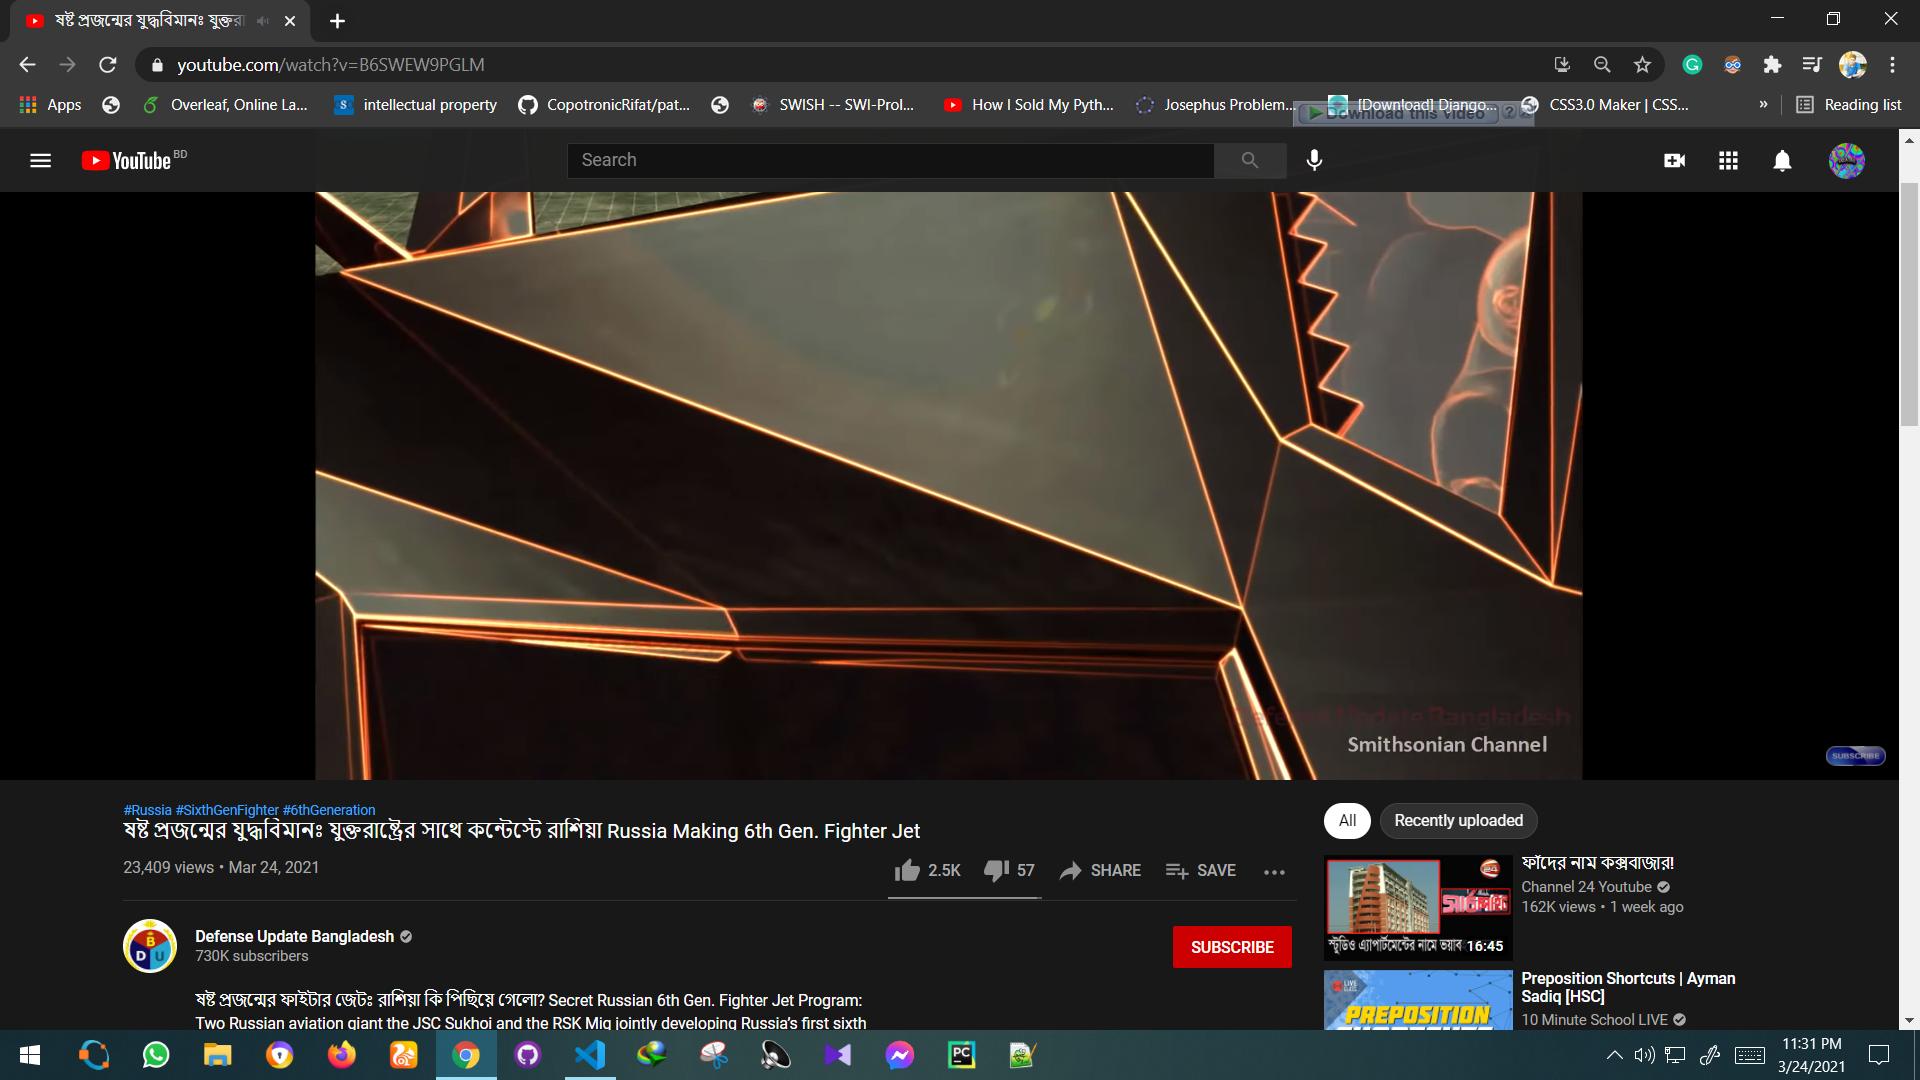 ষষ্ট প্রজন্মের যুদ্ধবিমানঃ যুক্তরা
youtube.com/watch?v=B6SWEW9PGLM
Apps
Overleaf, Online La...
intellectual property
CopotronicRifat/pat...
SWISH -- SWI-Prol...
How I Sold My Pyth...
Josephus Problem...
[Download] Django...
CSS3.0 Maker | CSS...
»
Reading list
Download this video
YouTube BD
Search
Defense Update Bangladesh
Smithsonian Channel
SUBSCRIBE
#Russia #SixthGenFighter #6thGeneration
ষষ্ট প্রজন্মের যুদ্ধবিমানঃ যুক্তরাষ্ট্রের সাথে কন্টেস্টে রাশিয়া Russia Making 6th Gen. Fighter Jet
23,409 views • Mar 24, 2021
2.5K
57
SHARE
SAVE
Defense Update Bangladesh
730K subscribers
SUBSCRIBE
ষষ্ট প্রজন্মের ফাইটার জেটঃ রাশিয়া কি পিছিয়ে গেলো? Secret Russian 6th Gen. Fighter Jet Program:
Two Russian aviation giant the JSC Sukhoi and the RSK Mig jointly developing Russia's first sixth
All
Recently uploaded
24
সার্চলাইট
স্টুডিও এ্যাপার্টমেন্টের নামে ভয়াব
16:45
ফাঁদের নাম কক্সবাজার!
Channel 24 Youtube
162K views • 1 week ago
LIVE
PREPOSITION
Preposition Shortcuts | Ayman
Sadiq [HSC]
10 Minute School LIVE
PC
11:31 PM
3/24/2021